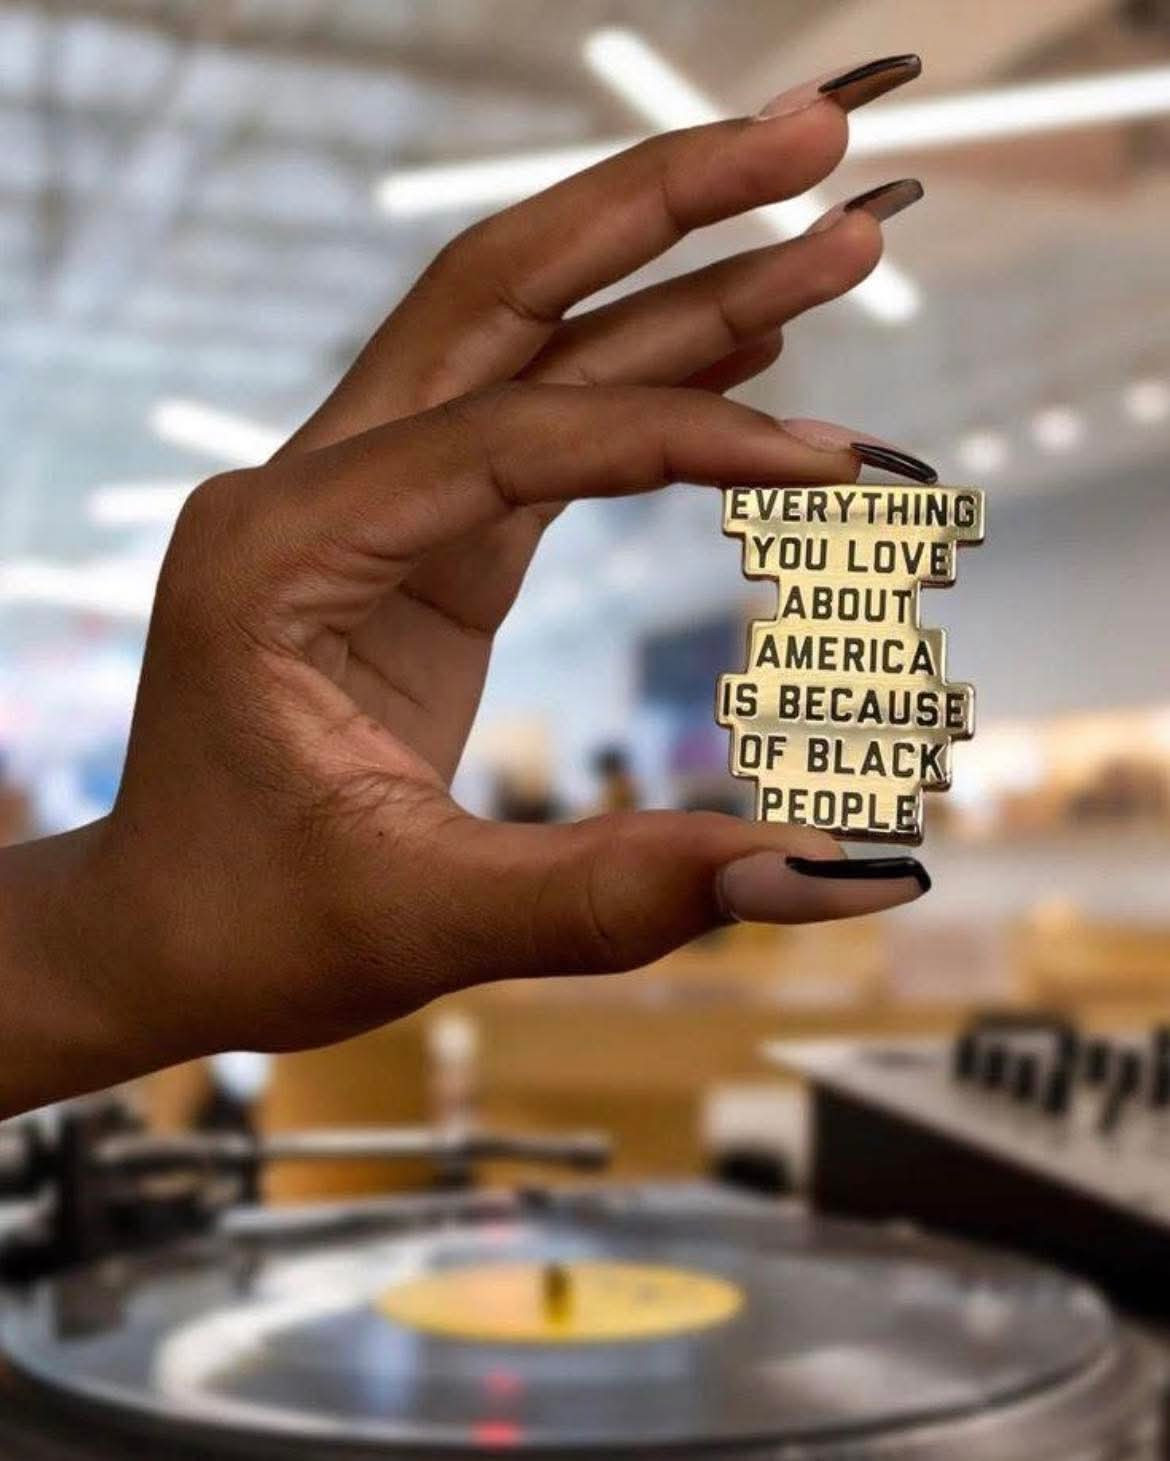 EVERYTHING
YOU LOVE
ABOUT
AMERICA
IS BECAUSE
OF BLACK
PEOPLE